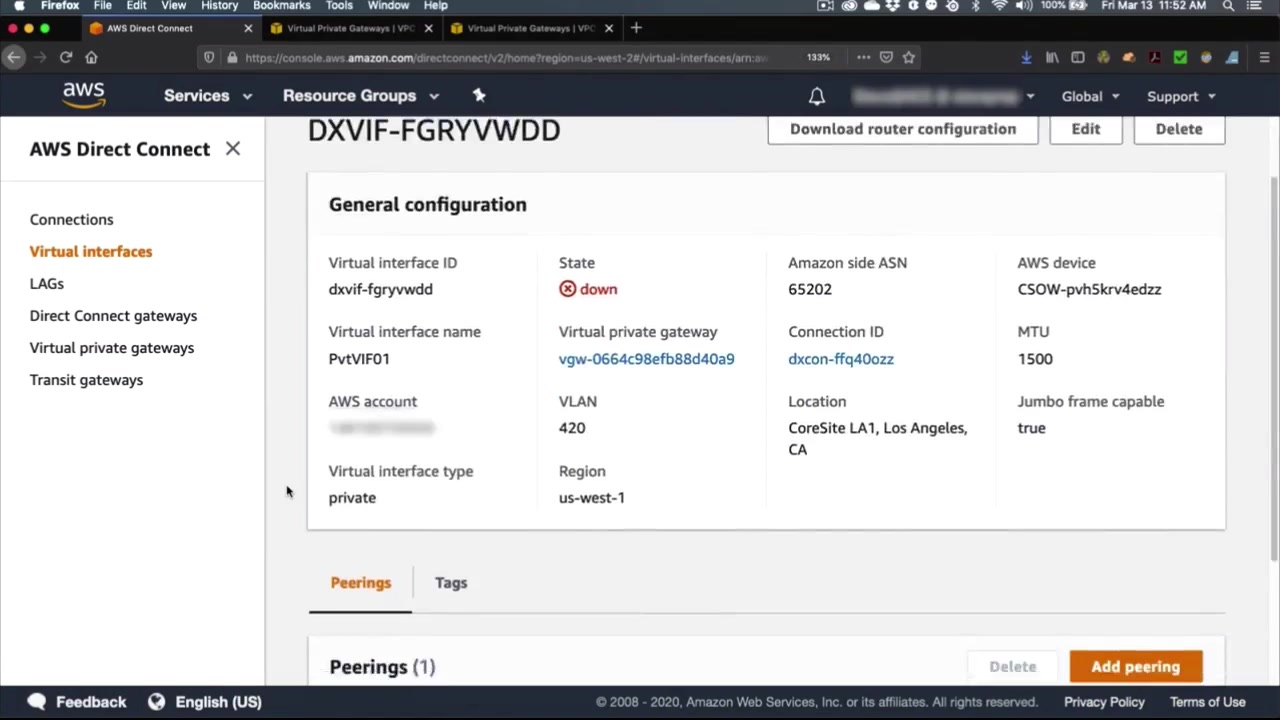 Firefox File Edit View History Bookmarks Tools Window Help 100% Fri Mar 13 11:52 AM
AWS Direct Connect Virtual Private Gateways | VPC Virtual Private Gateways | VPC
https://console.aws.amazon.com/directconnect/v2/home?region=us-west-2#/virtual-interfaces/arn:aw 133%
aws Services Resource Groups Global Support
AWS Direct Connect
Connections
Virtual interfaces
LAGs
Direct Connect gateways
Virtual private gateways
Transit gateways
DXVIF-FGRYVWDD
Download router configuration Edit Delete
General configuration
Virtual interface ID
dxvif-fgryvwdd
Virtual interface name
PvtVIF01
AWS account
Virtual interface type
private
State
down
Virtual private gateway
vgw-0664c98efb88d40a9
VLAN
420
Region
us-west-1
Amazon side ASN
65202
Connection ID
dxcon-ffq40ozz
Location
CoreSite LA1, Los Angeles,
CA
AWS device
CSOW-pvh5krv4edzz
MTU
1500
Jumbo frame capable
true
Peerings Tags
Peerings (1) Delete Add peering
Feedback English (US) © 2008 - 2020, Amazon Web Services, Inc. or its affiliates. All rights reserved. Privacy Policy Terms of Use